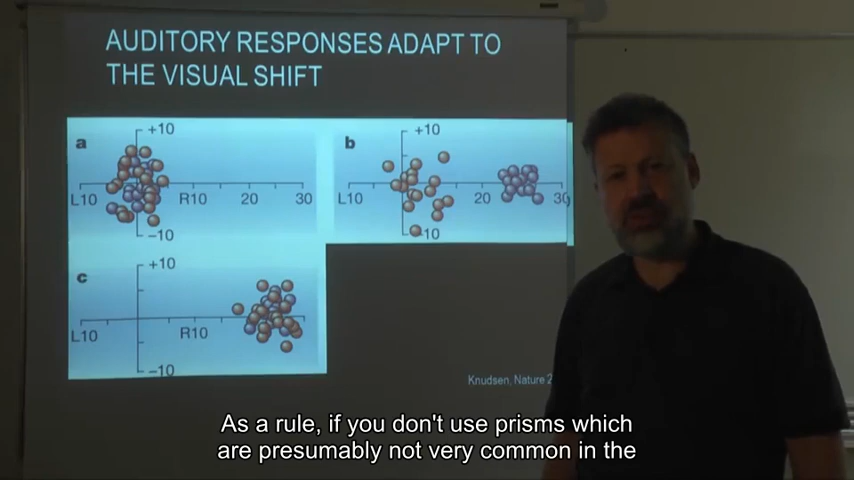 AUDITORY RESPONSES ADAPT TO
THE VISUAL SHIFT
a
+10
L10 R10 20 30
−10
b
+10
L10 20 30
10
c
+10
L10 R10
−10
Knudsen, Nature 2
As a rule, if you don't use prisms which
are presumably not very common in the